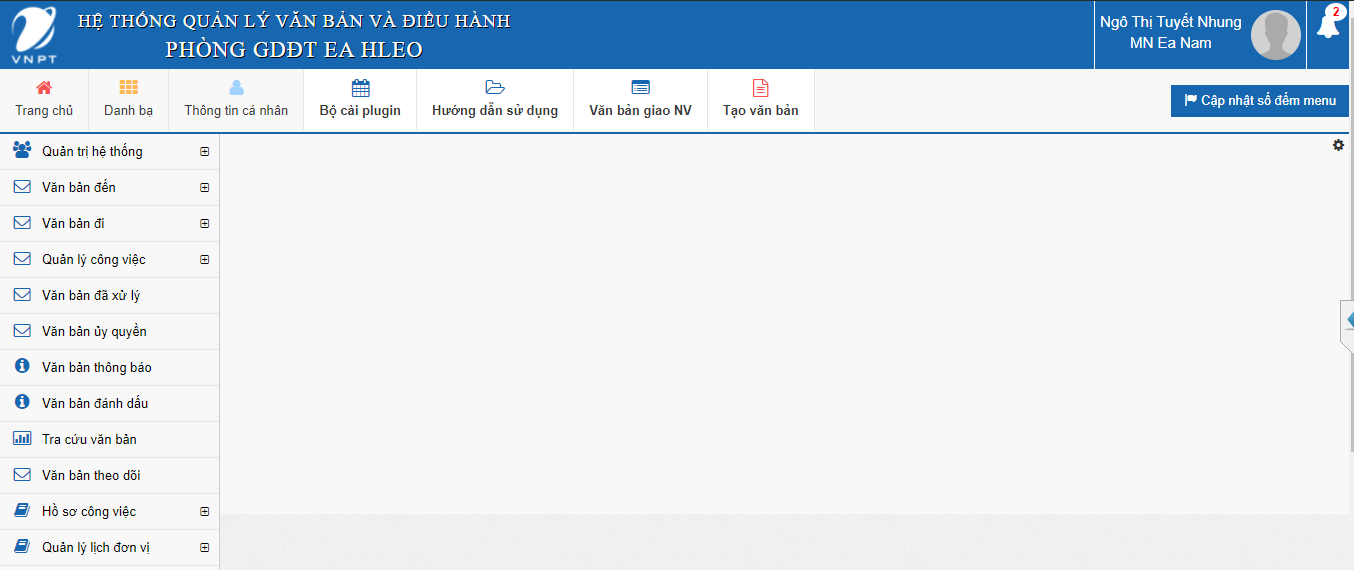 VNPT
HỆ THỐNG QUẢN LÝ VĂN BẢN VÀ ĐIỀU HÀNH
PHÒNG GDĐT EA HLEO
Ngô Thị Tuyết Nhung
MN Ea Nam
2
Trang chủ
Danh bạ
Thông tin cá nhân
Bộ cài plugin
Hướng dẫn sử dụng
Văn bản giao NV
Tạo văn bản
Cập nhật số đếm menu
Quản trị hệ thống
Văn bản đến
Văn bản đi
Quản lý công việc
Văn bản đã xử lý
Văn bản ủy quyền
Văn bản thông báo
Văn bản đánh dấu
Tra cứu văn bản
Văn bản theo dõi
Hồ sơ công việc
Quản lý lịch đơn vị